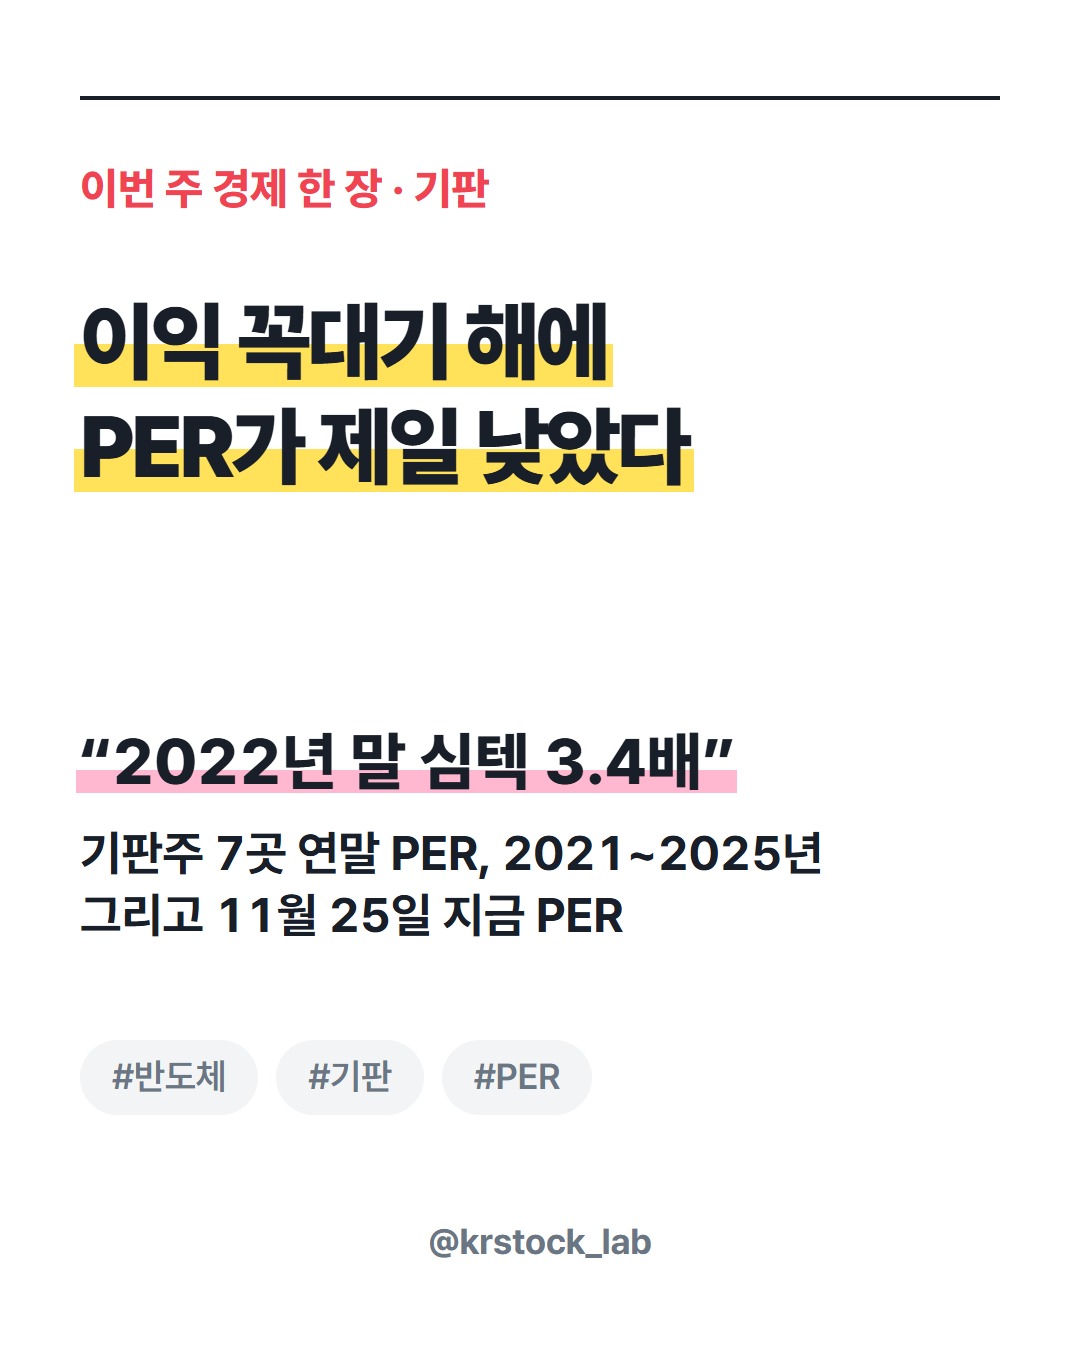 이번 주 경제 한 장 · 기판
이익 꼭대기 해에
PER가 제일 낮았다
“2022년 말 심텍 3.4배”
기판주 7곳 연말 PER, 2021~2025년
그리고 11월 25일 지금 PER
#반도체 #기판 #PER
@krstock_lab